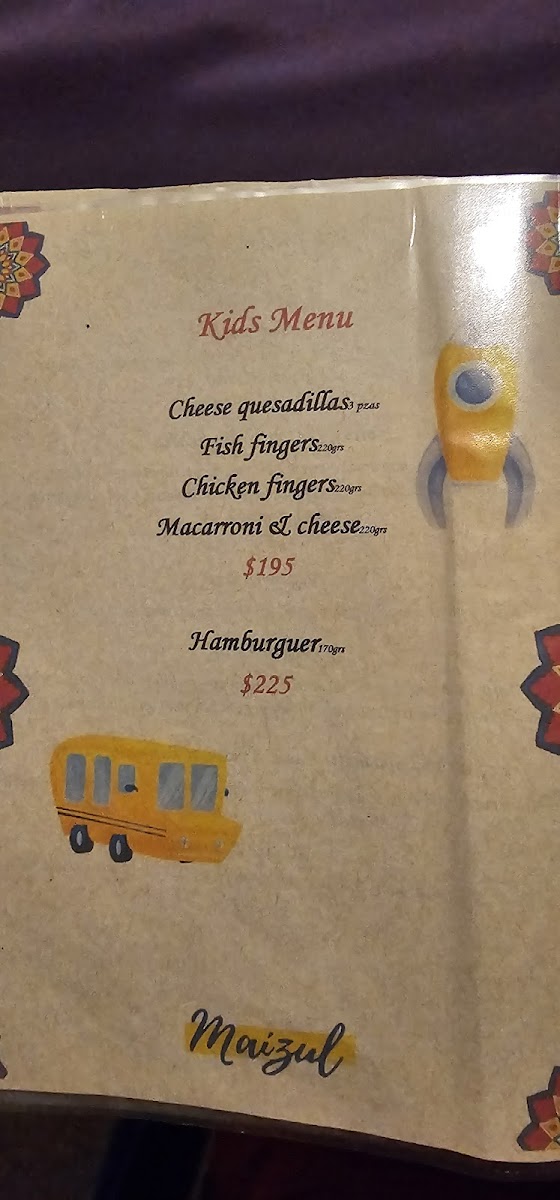 Kids Menu
Cheese quesadillas3 pzas
Fish fingers220grs
Chicken fingers220grs
Macarroni & cheese220grs
$195
Hamburguer170grs
$225
Maizul